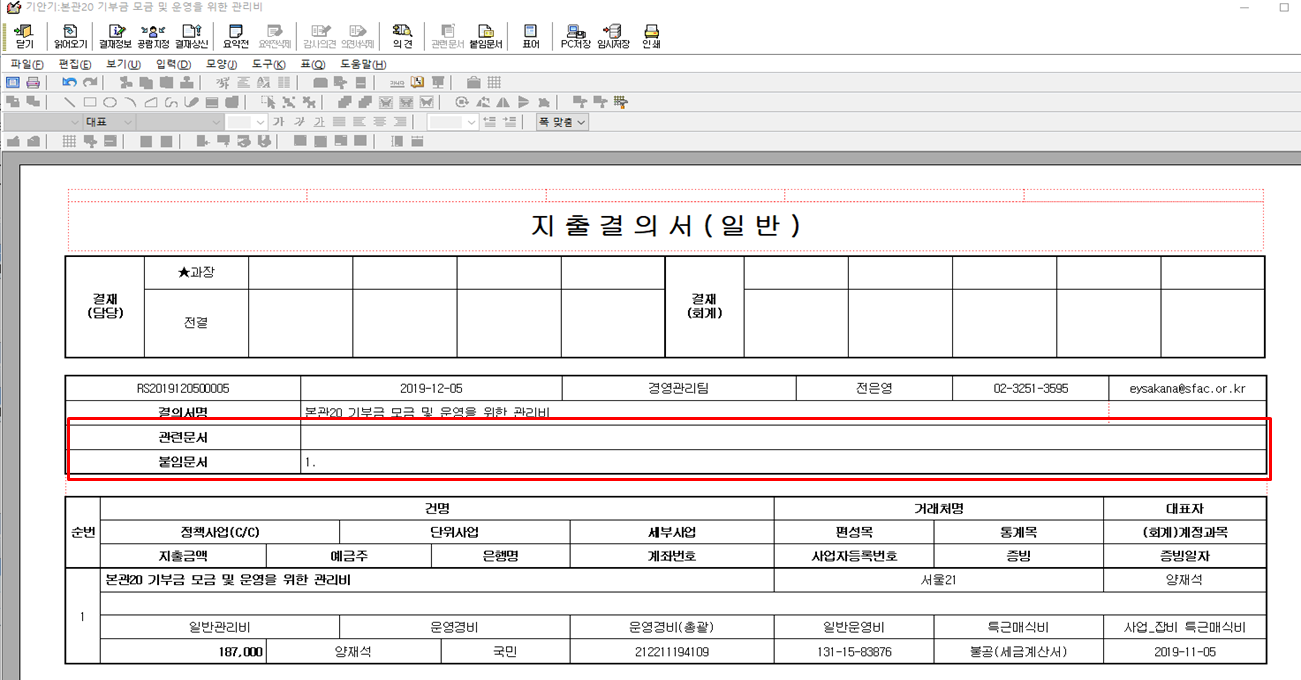 기안기:본관20 기부금 모금 및 운영을 위한 관리비
닫기 읽어오기 결재정보 공람지정 결재상신 요약전 요약전삭제 감사의견 의견서삭제 의견 관련문서 붙임문서 표어 PC저장 임시저장 인쇄
파일(F) 편집(E) 보기(U) 입력(D) 모양(J) 도구(K) 표(Q) 도움말(H)
대표 가 가 가 폭 맞춤
지출결의서(일반)
결재
(담당)
★과장
전결
결재
(회계)
RS2019120500005 2019-12-05 경영관리팀 전은영 02-3251-3595 eysakana@sfac.or.kr
결의서명 본관20 기부금 모금 및 운영을 위한 관리비
관련문서
붙임문서 1.
순번 건명 거래처명 대표자
정책사업(C/C) 단위사업 세부사업 편성목 통계목 (회계)계정과목
지출금액 예금주 은행명 계좌번호 사업자등록번호 증빙 증빙일자
1 본관20 기부금 모금 및 운영을 위한 관리비 서울21 양재석
일반관리비 운영경비 운영경비(총괄) 일반운영비 특근매식비 사업_잡비 특근매식비
187,000 양재석 국민 212211194109 131-15-83876 불공(세금계산서) 2019-11-05